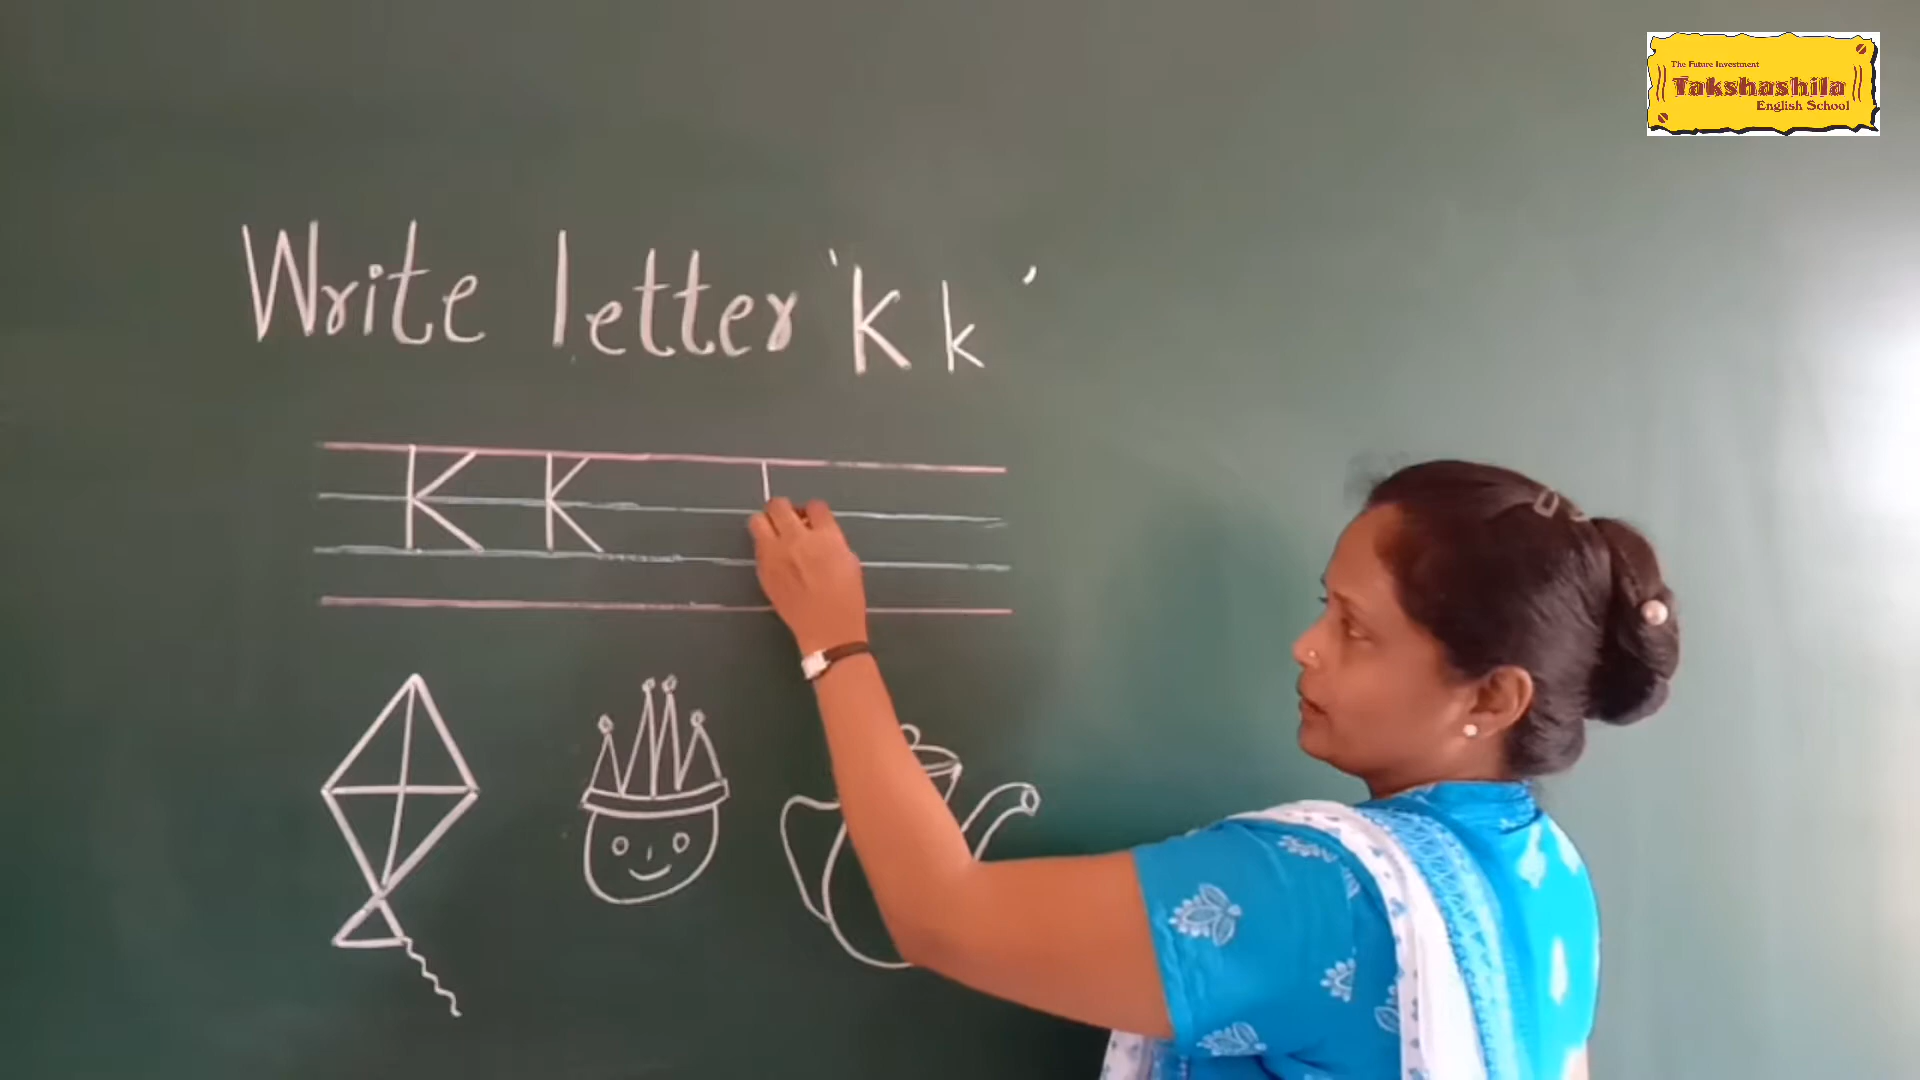 The Future Investment
Takshashila
English School
Write letter 'K k'
K K